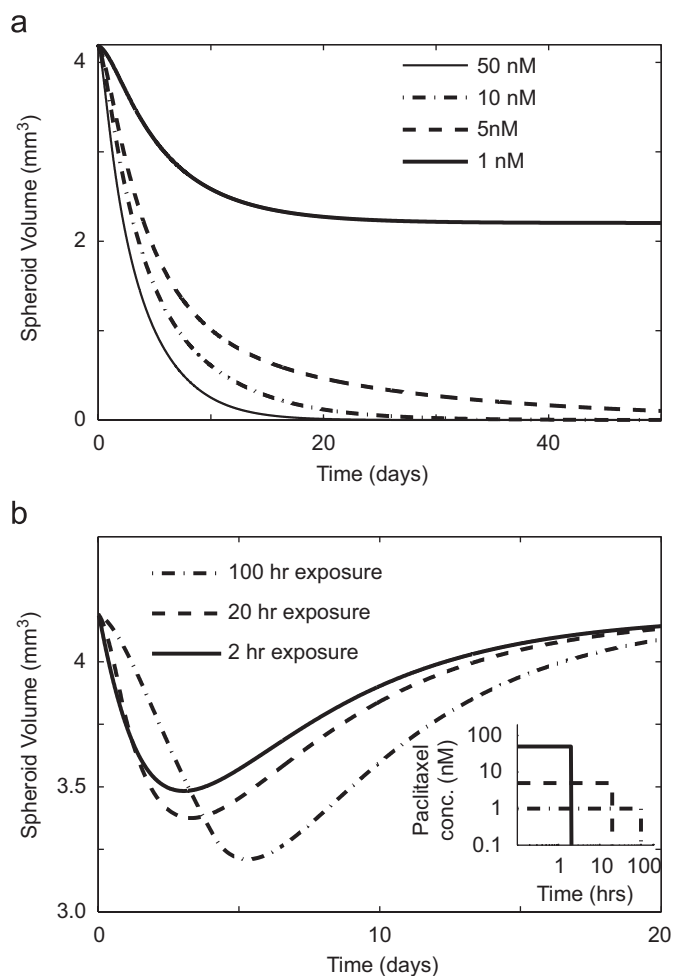 a
Spheroid Volume (mm³)
4
2
0
50 nM
10 nM
5nM
1 nM
0
20
40
Time (days)
b
Spheroid Volume (mm³)
4
3.5
3.0
100 hr exposure
20 hr exposure
2 hr exposure
Paclitaxel
conc. (nM)
100
10
1
0.1
1
10
100
Time (hrs)
0
10
20
Time (days)